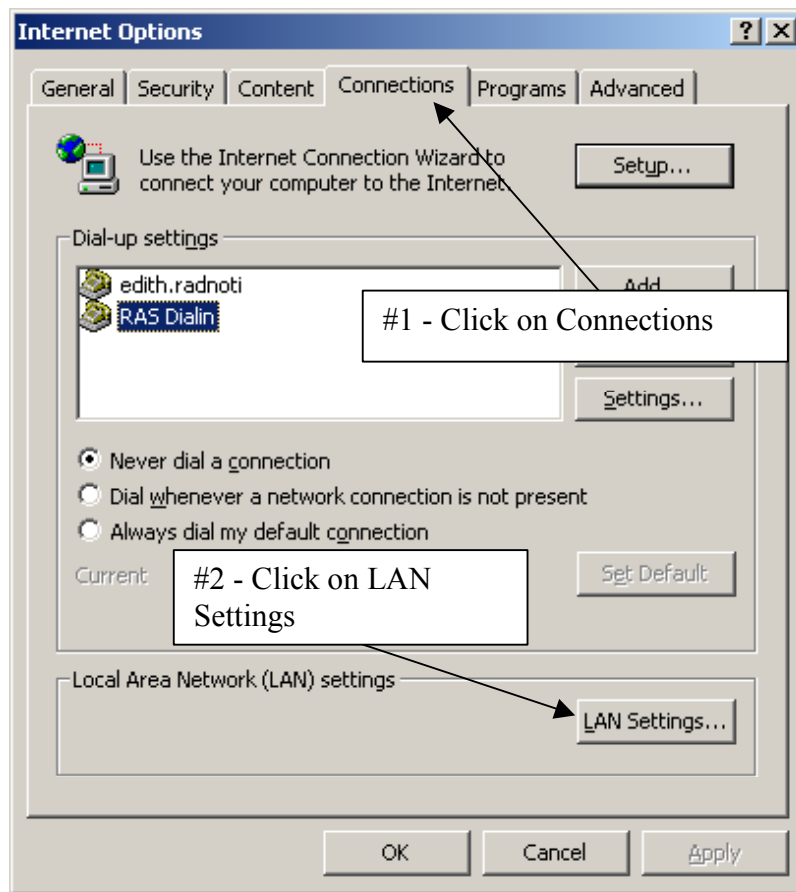 Internet Options
General Security Content Connections Programs Advanced
Use the Internet Connection Wizard to
connect your computer to the Internet.
Setup...
Dial-up settings
edith.radnoti
RAS Dialin
Add...
#1 - Click on Connections
Settings...
Never dial a connection
Dial whenever a network connection is not present
Always dial my default connection
Current
#2 - Click on LAN
Settings
Set Default
Local Area Network (LAN) settings
LAN Settings...
OK Cancel Apply